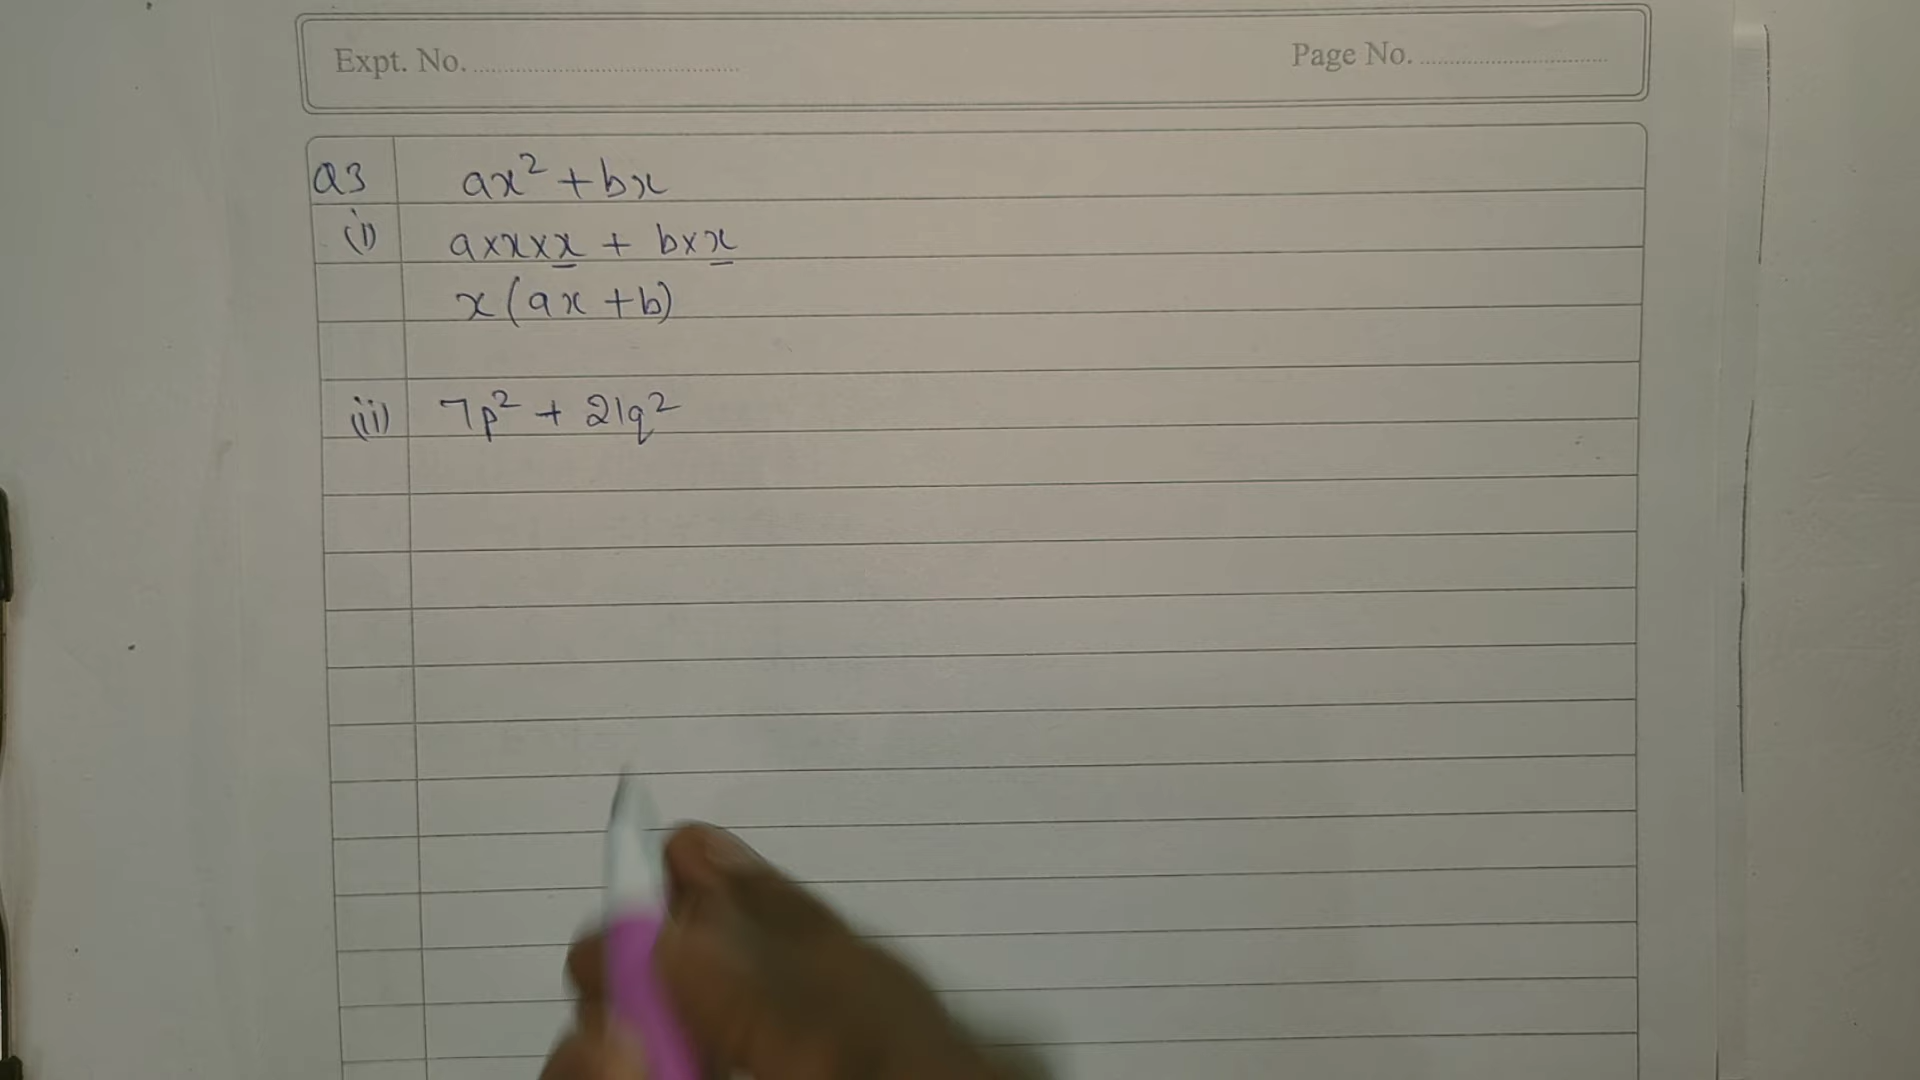 Expt. No. Page No.
Q3 ax² + bx
(i) a×x×x + b×x
x(ax + b)
(ii) 7p² + 21q²